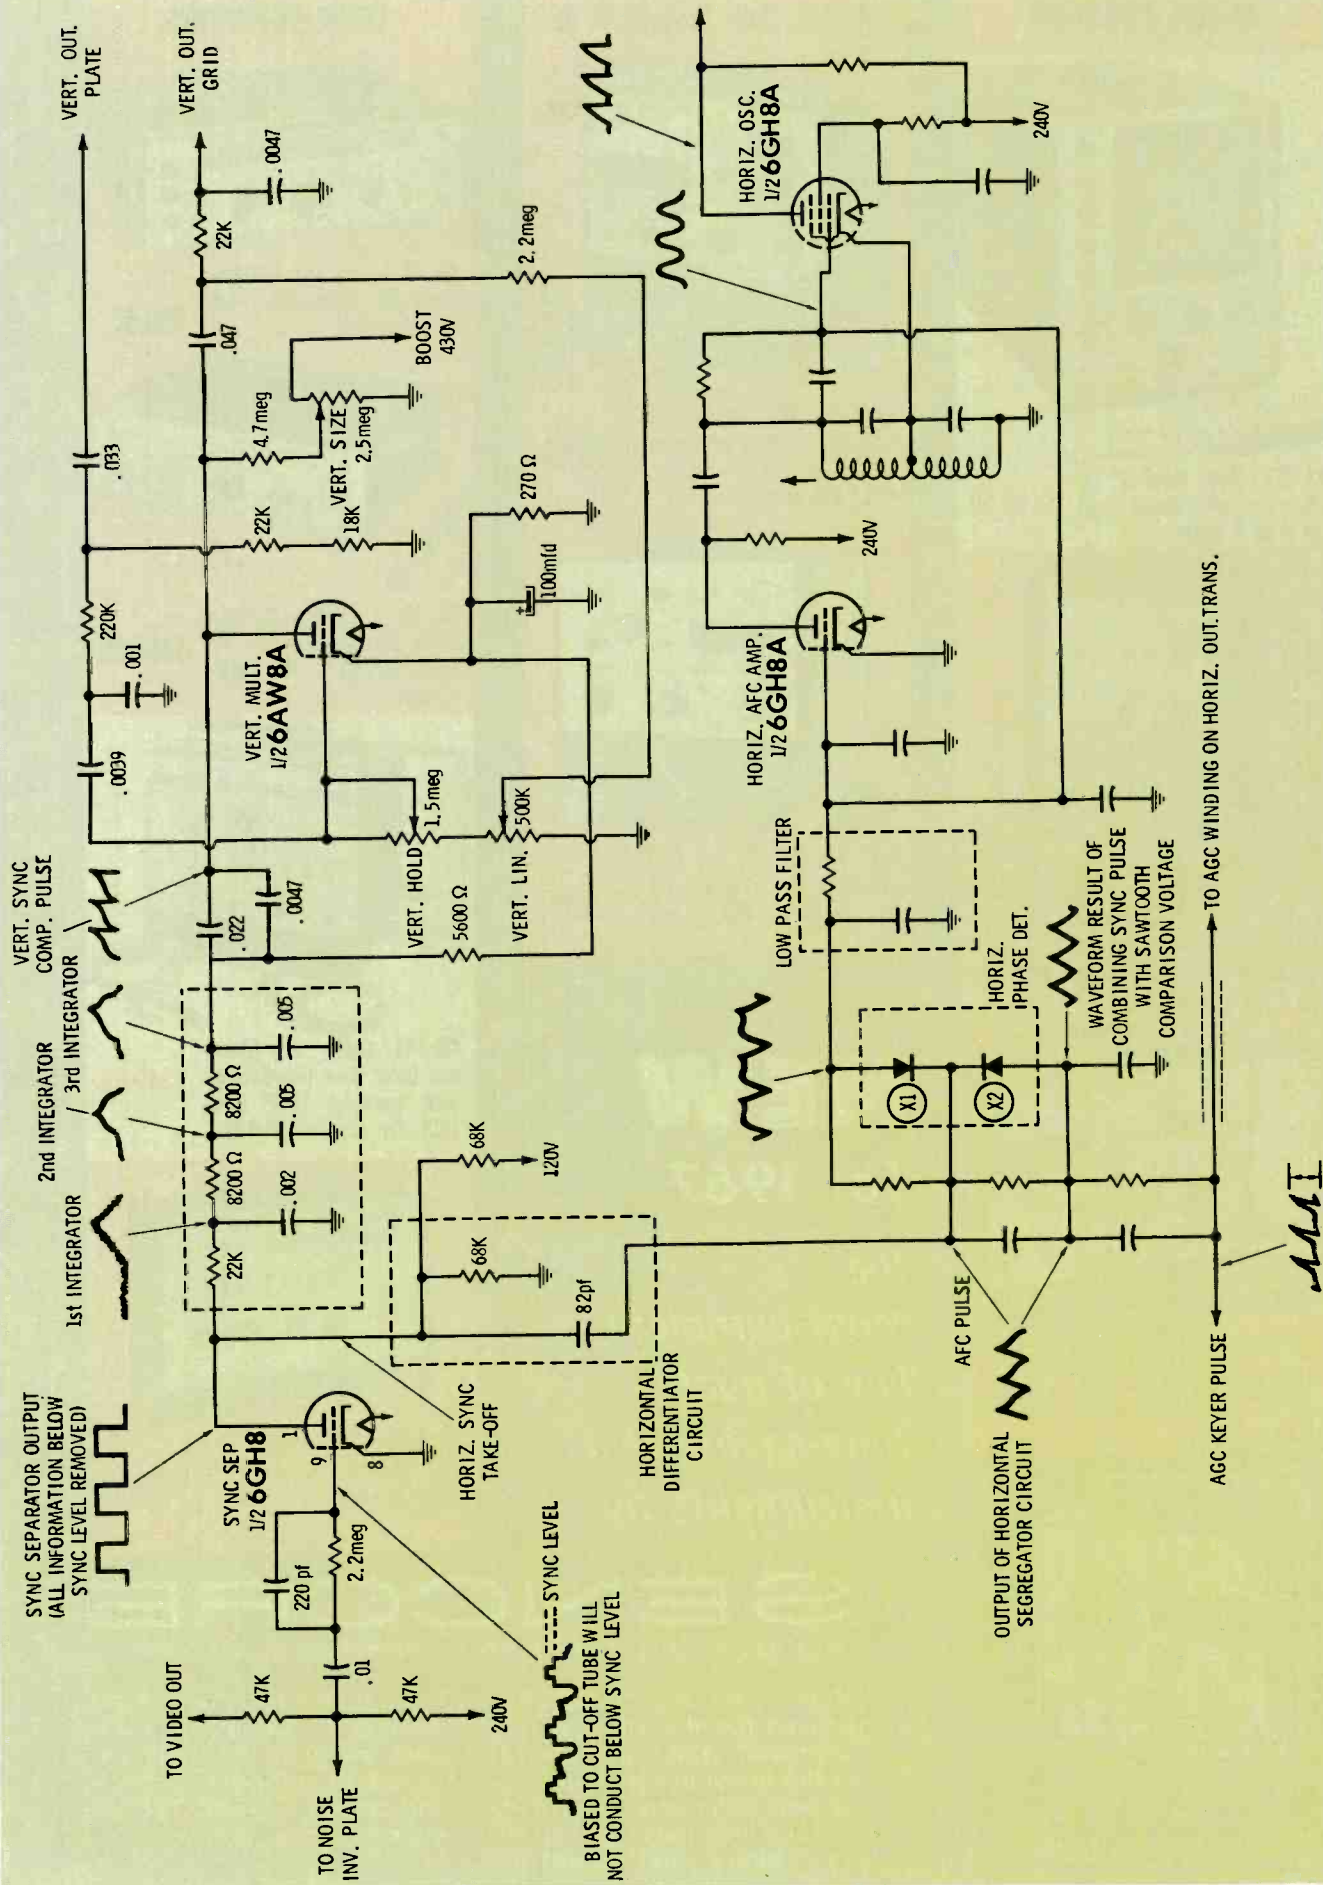 SYNC SEPARATOR OUTPUT
(ALL INFORMATION BELOW
SYNC LEVEL REMOVED)
1st INTEGRATOR
2nd INTEGRATOR
3rd INTEGRATOR
VERT. SYNC
COMP. PULSE
VERT. OUT.
PLATE
VERT. OUT.
GRID
.0039
.001
220K
.033
22K
18K
4.7meg
VERT. SIZE
2.5meg
BOOST
430V
.047
22K
.0047
2.2meg
22K
.002
8200 Ω
.005
8200 Ω
.005
.022
.0047
5600 Ω
VERT. HOLD
1.5meg
VERT. LIN.
500K
VERT. MULT.
1/2 6AW8A
100mfd
+
270 Ω
TO VIDEO OUT
47K
47K
240V
TO NOISE
INV. PLATE
.01
220 pf
2.2meg
SYNC SEP
1/2 6GH8
1
9
8
HORIZ. SYNC
TAKE-OFF
68K
120V
68K
82pf
HORIZONTAL
DIFFERENTIATOR
CIRCUIT
SYNC LEVEL
BIASED TO CUT-OFF TUBE WILL
NOT CONDUCT BELOW SYNC LEVEL
HORIZ. AFC AMP.
1/2 6GH8A
240V
HORIZ. OSC.
1/2 6GH8A
240V
LOW PASS FILTER
HORIZ.
PHASE DET.
X1
X2
WAVEFORM RESULT OF
COMBINING SYNC PULSE
WITH SAWTOOTH
COMPARISON VOLTAGE
AFC PULSE
OUTPUT OF HORIZONTAL
SEGREGATOR CIRCUIT
AGC KEYER PULSE
TO AGC WINDING ON HORIZ. OUT.TRANS.
1967